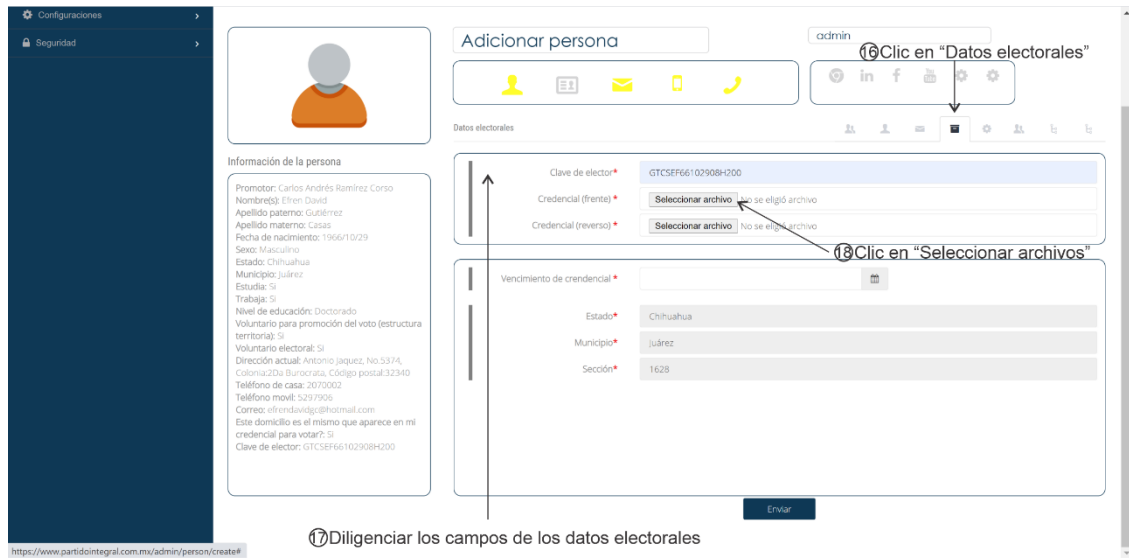 Configuraciones
Seguridad
Adicionar persona
admin
⑯Clic en "Datos electorales"
Datos electorales
Información de la persona
Promotor: Carlos Andrés Ramírez Corso
Nombre(s): Efren David
Apellido paterno: Gutiérrez
Apellido materno: Casas
Fecha de nacimiento: 1966/10/29
Sexo: Masculino
Estado: Chihuahua
Municipio: Juárez
Estudia: Si
Trabaja: Si
Nivel de educación: Doctorado
Voluntario para promoción del voto (estructura
territoria): Si
Voluntario electoral: Si
Dirección actual: Antonio Jaquez, No.5374,
Colonia:2Da Burocrata, Código postal:32340
Teléfono de casa: 2070002
Teléfono movil: 5297906
Correo: efrendavidgc@hotmail.com
Este domicilio es el mismo que aparece en mi
credencial para votar?: Si
Clave de elector: GTCSEF66102908H200
Clave de elector* GTCSEF66102908H200
Credencial (frente) * Seleccionar archivo No se eligió archivo
Credencial (reverso) * Seleccionar archivo No se eligió archivo
⑱Clic en "Seleccionar archivos"
Vencimiento de crendencial *
Estado* Chihuahua
Municipio* Juárez
Sección* 1628
Enviar
⑰Diligenciar los campos de los datos electorales
https://www.partidointegral.com.mx/admin/person/create#